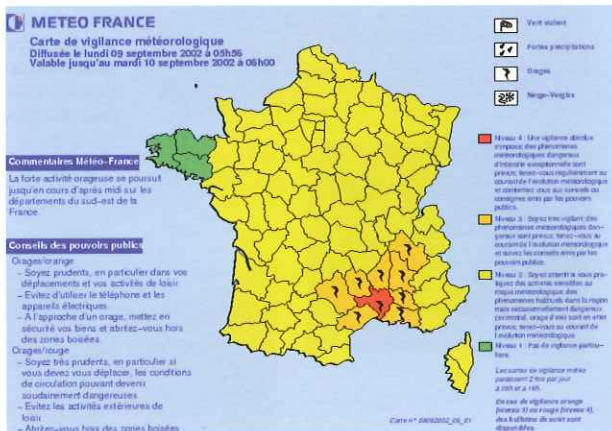 METEO FRANCE
Carte de vigilance météorologique
Diffusée le lundi 09 septembre 2002 à 05h56
Valable jusqu'au mardi 10 septembre 2002 à 06h00
Commentaires Météo-France
La forte activité orageuse se poursuit
jusqu'en cours d'après midi sur les
départements du sud-est de la
France.
Conseils des pouvoirs publics
Orages/orange
- Soyez prudents, en particulier dans vos
déplacements et vos activités de loisir
- Evitez d'utiliser le téléphone et les
appareils électriques.
- A l'approche d'un orage, mettez en
sécurité vos biens et abritez-vous hors
des zones boisées.
Orages/rouge
- Soyez très prudents, en particulier si
vous devez vous déplacer, les conditions
de circulation pouvant devenir
soudainement dangereuses
- Evitez les activités extérieures de
loisir
- Abritez-vous hors des zones boisées
Vent violent
Fortes précipitations
Orages
Neige-Verglas
Niveau 4 : Une vigilance absolue
s'impose; des phénomènes
météorologiques dangereux
d'intensité exceptionnelle sont
prévus; tenez-vous régulièrement au
courant de l'évolution météorologique
et conformez vous aux conseils ou
consignes émis par les pouvoirs
publics.
Niveau 3 : Soyez très vigilant; des
phénomènes météorologiques dan-
gereux sont prévus; tenez-vous au
courant de l'évolution météorologique
et suivez les conseils émis par les
pouvoirs publics.
Niveau 2 : Soyez attentif si vous pra-
tiquez des activités sensibles au
risque météorologique; des
phénomènes habituels dans la région
mais occasionnellement dangereux
(ex: mistral, orage d'été) sont en effet
prévus; tenez-vous au courant de
l'évolution météorologique.
Niveau 1 : Pas de vigilance particu-
lière.
Les cartes de vigilance météo
paraissent 2 fois par jour
à 06h et à 16h.
En cas de vigilance orange
(niveau 3) ou rouge (niveau 4),
des bulletins de suivi sont
disponibles.
Carte n°